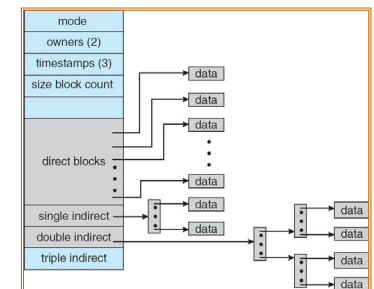 mode
owners (2)
timestamps (3)
size block count
direct blocks
single indirect
double indirect
triple indirect
data
data
data
data
data
data
data
data
data
data